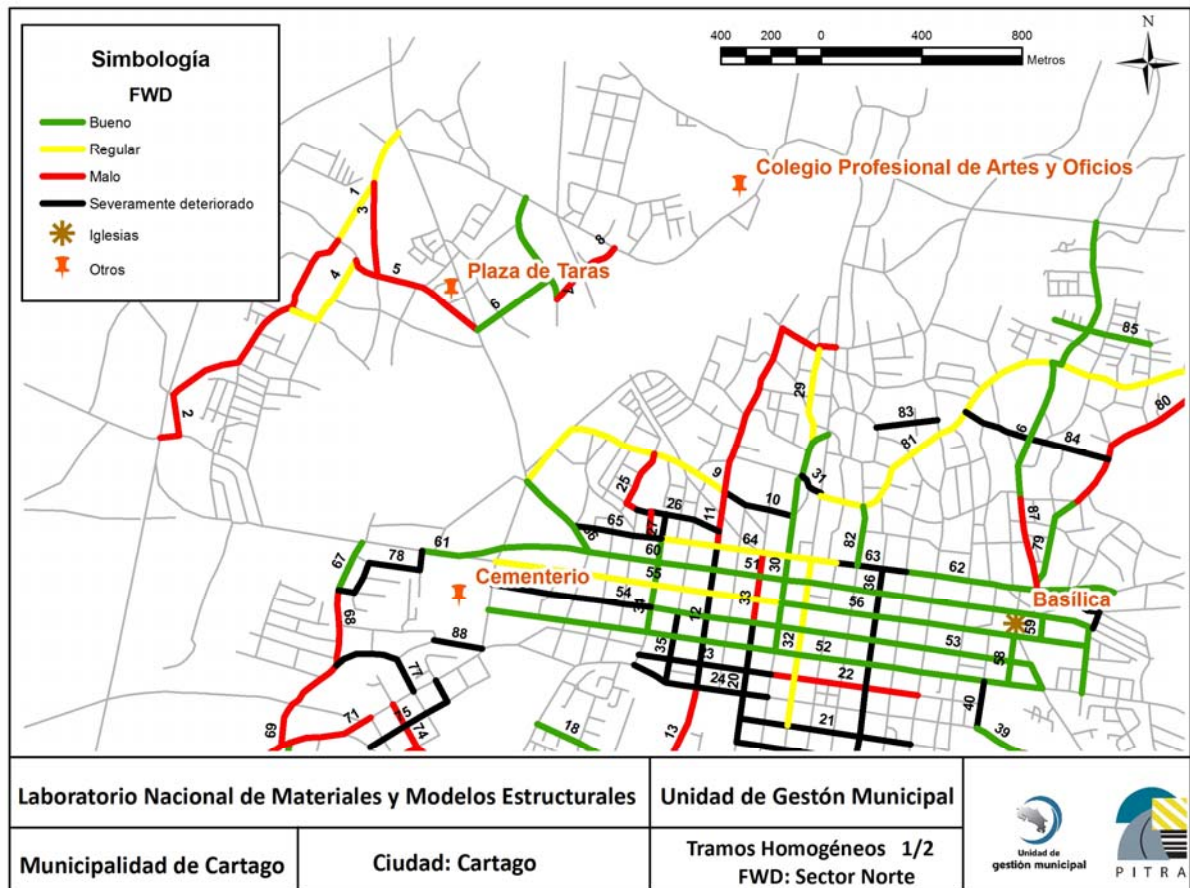 Simbología
FWD
Bueno
Regular
Malo
Severamente deteriorado
Iglesias
Otros
400 200 0 400 800
Metros
N
Colegio Profesional de Artes y Oficios
Plaza de Taras
Cementerio
Basílica
1
3
4
5
6
7
8
2
85
80
29
83
81
84
6
9
10
31
25
26
11
27
65
64
87
79
82
67
78
61
60
51
30
63
36
62
55
54
33
56
34
12
59
53
58
68
88
35
32
52
23
24
20
22
77
40
21
71
75
74
69
13
18
39
Laboratorio Nacional de Materiales y Modelos Estructurales
Unidad de Gestón Municipal
Municipalidad de Cartago
Ciudad: Cartago
Tramos Homogéneos 1/2
FWD: Sector Norte
Unidad de
gestión municipal
PITRA